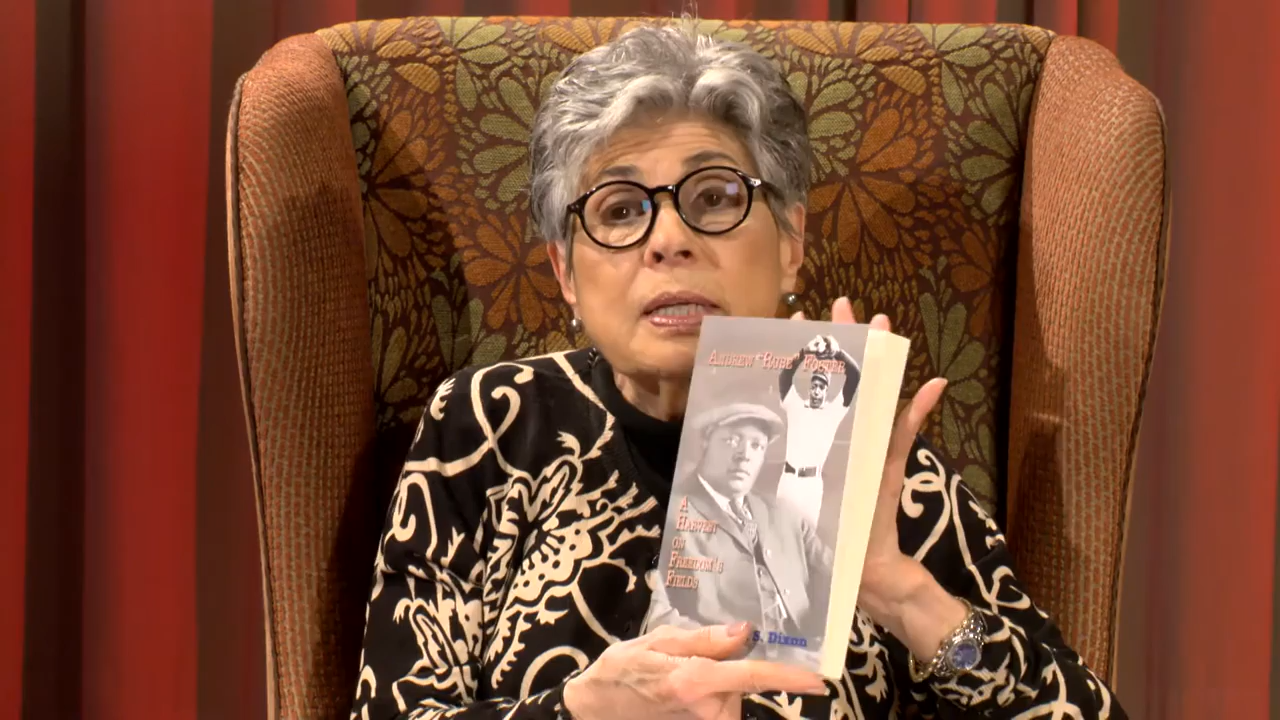 ANDREW "RUBE" FOSTER
A
HARVEST
ON
FREEDOM'S
FIELDS
S. Dixon